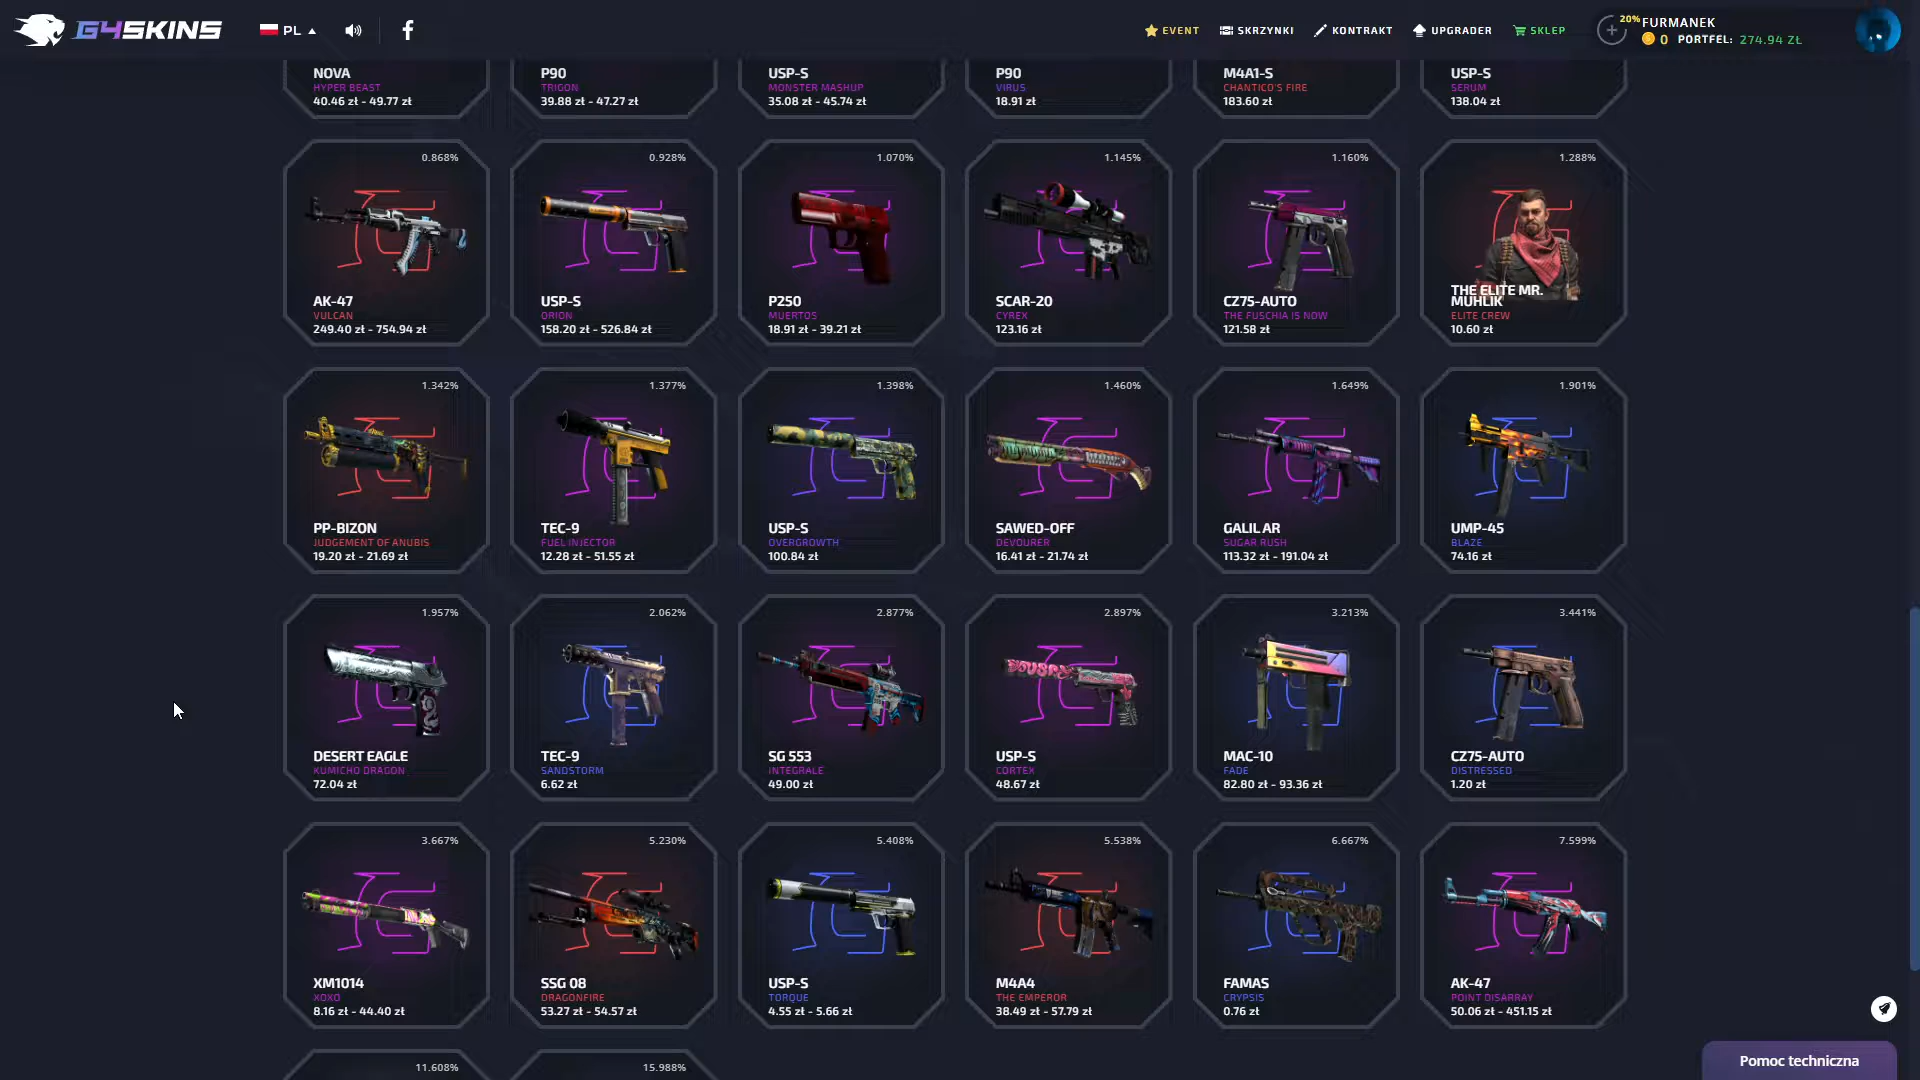 G4SKINS
PL
EVENT
SKRZYNKI
KONTRAKT
UPGRADER
SKLEP
20%
FURMANEK
0 PORTFEL: 274.94 ZŁ
NOVA
HYPER BEAST
40.46 zł - 49.77 zł
P90
TRIGON
39.88 zł - 47.27 zł
USP-S
MONSTER MASHUP
35.08 zł - 45.74 zł
P90
VIRUS
18.91 zł
M4A1-S
CHANTICO'S FIRE
183.60 zł
USP-S
SERUM
138.04 zł
0.868%
AK-47
VULCAN
249.40 zł - 754.94 zł
0.928%
USP-S
ORION
158.20 zł - 526.84 zł
1.070%
P250
MUERTOS
18.91 zł - 39.21 zł
1.145%
SCAR-20
CYREX
123.16 zł
1.160%
CZ75-AUTO
THE FUSCHIA IS NOW
121.58 zł
1.288%
THE ELITE MR.
MUHLIK
ELITE CREW
10.60 zł
1.342%
PP-BIZON
JUDGEMENT OF ANUBIS
19.20 zł - 21.69 zł
1.377%
TEC-9
FUEL INJECTOR
12.28 zł - 51.55 zł
1.398%
USP-S
OVERGROWTH
100.84 zł
1.460%
SAWED-OFF
DEVOURER
16.41 zł - 21.74 zł
1.649%
GALIL AR
SUGAR RUSH
113.32 zł - 191.04 zł
1.901%
UMP-45
BLAZE
74.16 zł
1.957%
DESERT EAGLE
KUMICHO DRAGON
72.04 zł
2.062%
TEC-9
SANDSTORM
6.62 zł
2.877%
SG 553
INTEGRALE
49.00 zł
2.897%
USP-S
CORTEX
48.67 zł
3.213%
MAC-10
FADE
82.80 zł - 93.36 zł
3.441%
CZ75-AUTO
DISTRESSED
1.20 zł
3.667%
XM1014
XOXO
8.16 zł - 44.40 zł
5.230%
SSG 08
DRAGONFIRE
53.27 zł - 54.57 zł
5.408%
USP-S
TORQUE
4.55 zł - 5.66 zł
5.538%
M4A4
THE EMPEROR
38.49 zł - 57.79 zł
6.667%
FAMAS
CRYPSIS
0.76 zł
7.599%
AK-47
POINT DISARRAY
50.06 zł - 451.15 zł
11.608%
15.988%
Pomoc techniczna